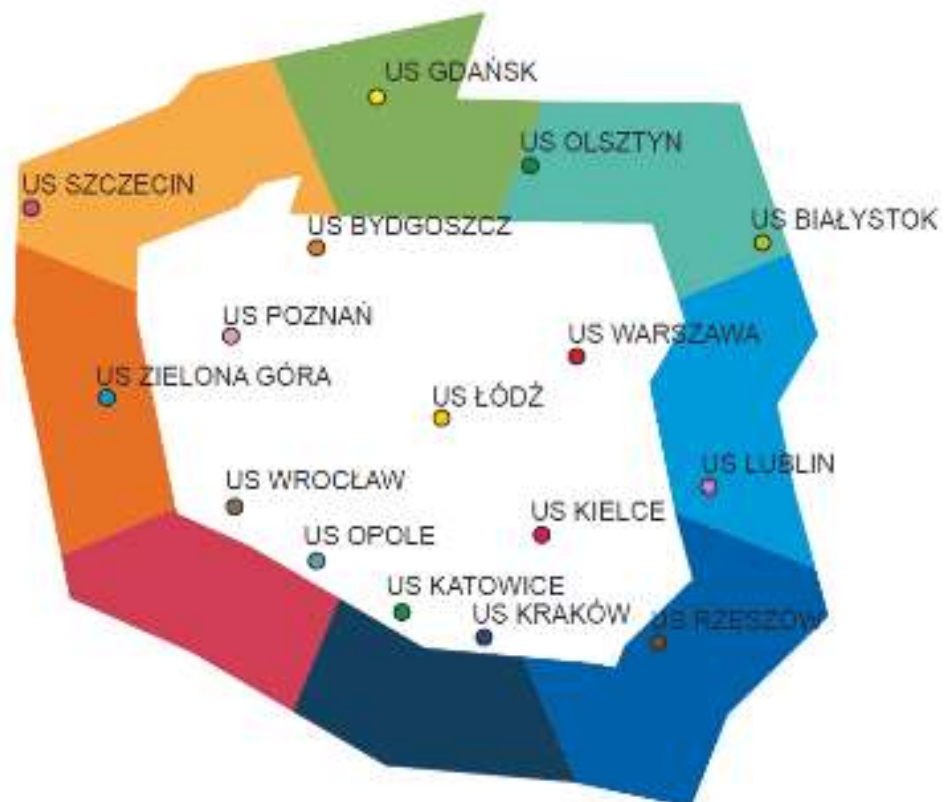 US GDAŃSK
US OLSZTYN
US SZCZECIN
US BIAŁYSTOK
US BYDGOSZCZ
US POZNAŃ
US WARSZAWA
US ZIELONA GÓRA
US ŁÓDŹ
US LUBLIN
US WROCŁAW
US KIELCE
US OPOLE
US KATOWICE
US KRAKÓW
US RZESZÓW